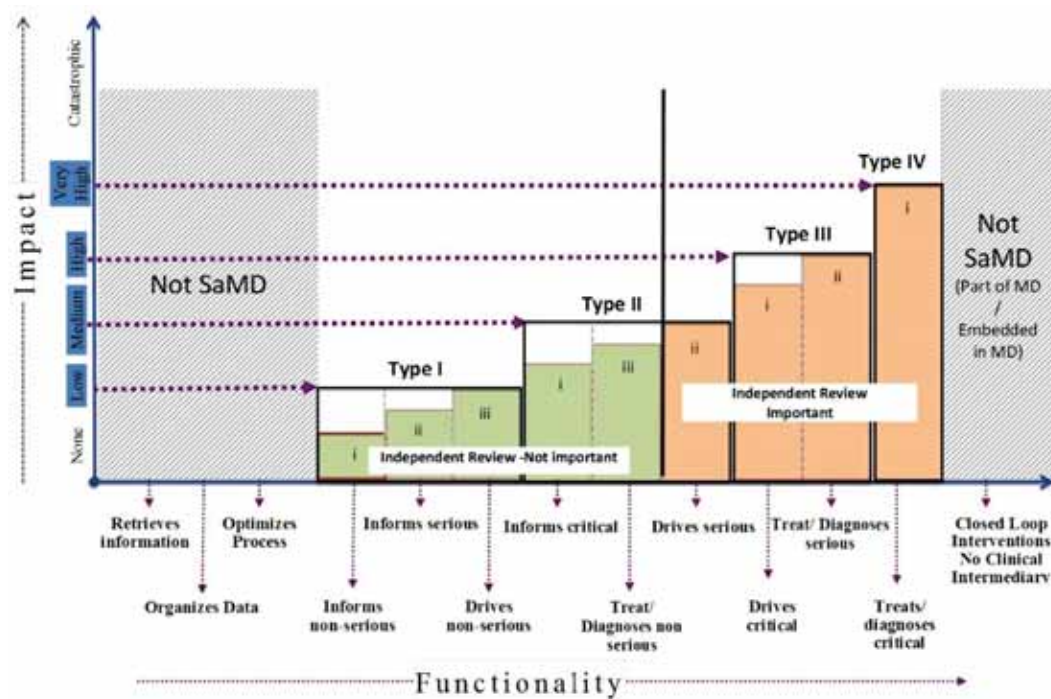 Impact
Catastrophic
Very
High
High
Medium
Low
None
Not SaMD
Type I
i
ii
iii
Independent Review -Not important
Type II
i
iii
ii
Type III
i
ii
Independent Review
Important
Type IV
i
Not
SaMD
(Part of MD
/
Embedded
in MD)
Retrieves
information
Organizes Data
Optimizes
Process
Informs
non-serious
Informs serious
Drives
non-serious
Informs critical
Treat/
Diagnoses non
serious
Drives serious
Drives
critical
Treat/ Diagnoses
serious
Treats/
diagnoses
critical
Closed Loop
Interventions
No Clinical
Intermediary
Functionality